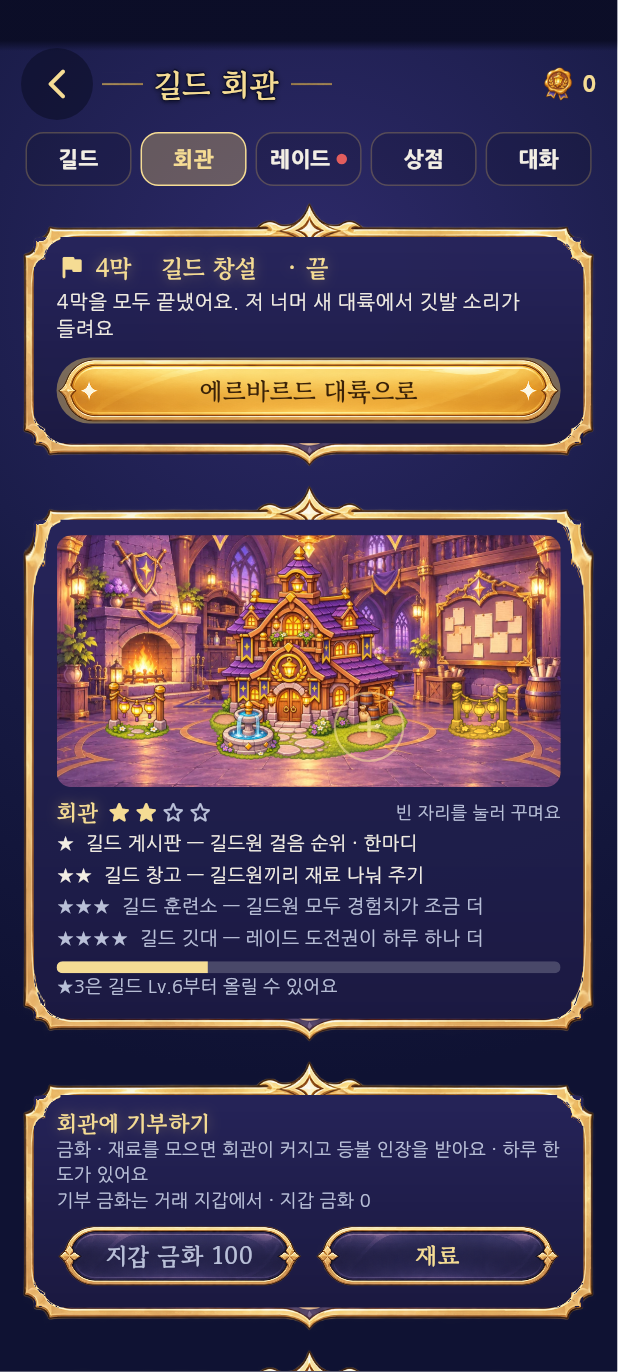 길드 회관
0
길드
회관
레이드
상점
대화
4막 길드 창설 · 끝
4막을 모두 끝냈어요. 저 너머 새 대륙에서 깃발 소리가
들려요
에르바르드 대륙으로
회관 ★★☆☆
빈 자리를 눌러 꾸며요
★ 길드 게시판 — 길드원 걸음 순위 · 한마디
★★ 길드 창고 — 길드원끼리 재료 나눠 주기
★★★ 길드 훈련소 — 길드원 모두 경험치가 조금 더
★★★★ 길드 깃대 — 레이드 도전권이 하루 하나 더
★3은 길드 Lv.6부터 올릴 수 있어요
회관에 기부하기
금화 · 재료를 모으면 회관이 커지고 등불 인장을 받아요 · 하루 한
도가 있어요
기부 금화는 거래 지갑에서 · 지갑 금화 0
지갑 금화 100
재료